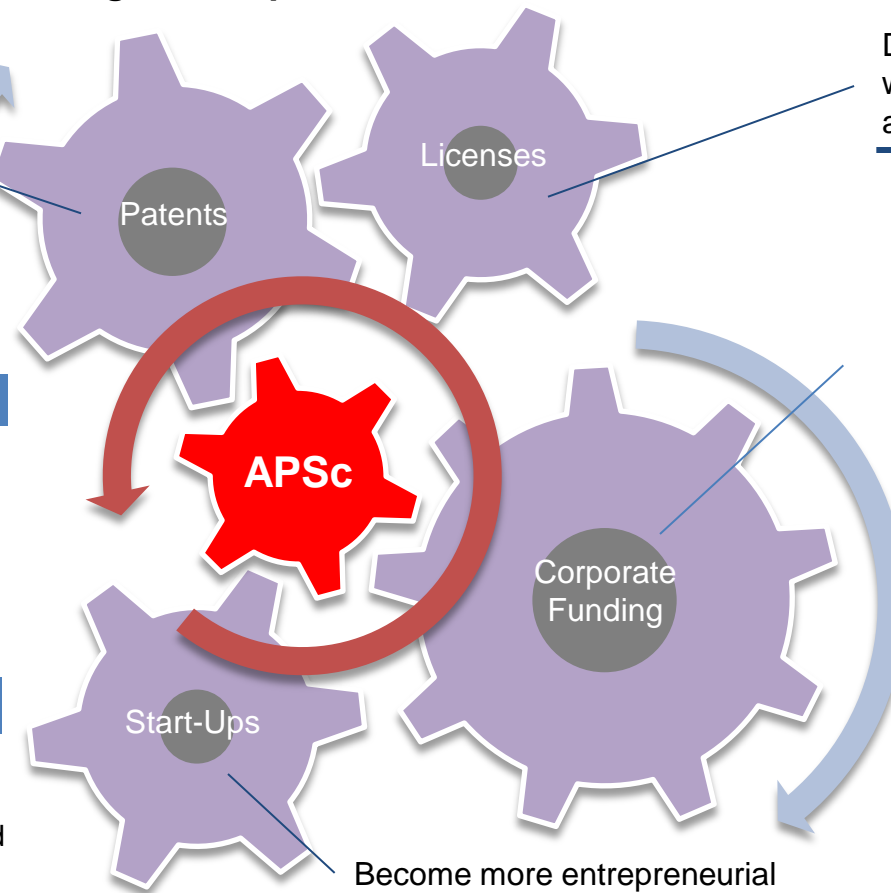 Licenses
Patents
APSc
Corporate
Funding
Start-Ups
Become more entrepreneurial